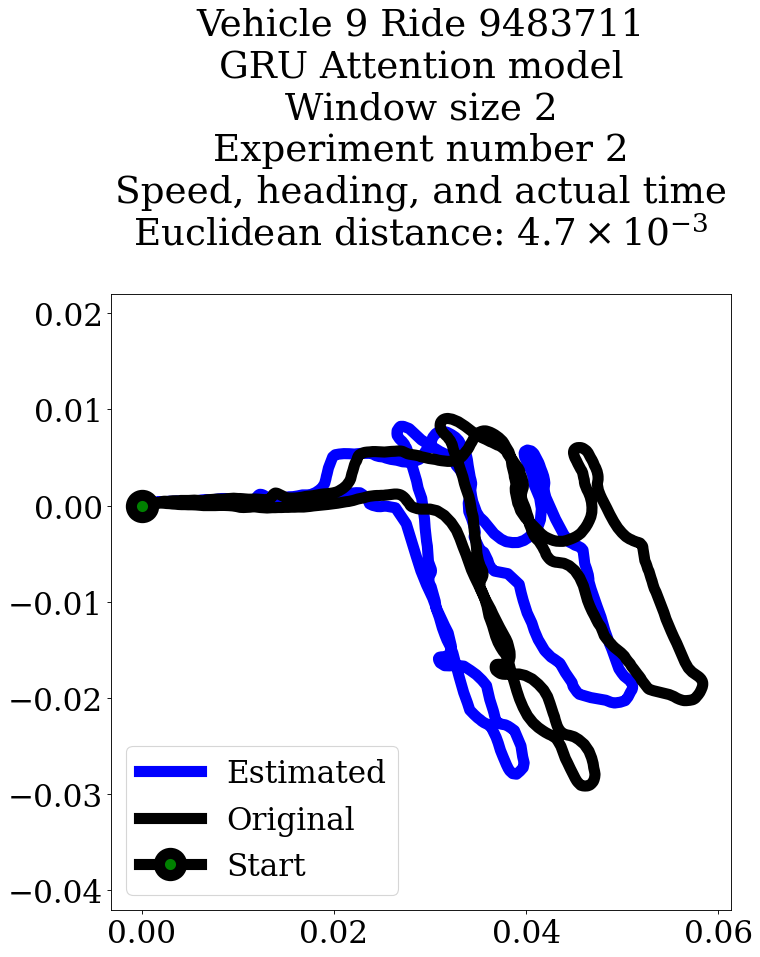 Vehicle 9 Ride 9483711
GRU Attention model
Window size 2
Experiment number 2
Speed, heading, and actual time
Euclidean distance: 4.7 × 10⁻³
0.02
0.01
0.00
−0.01
−0.02
−0.03
−0.04
Estimated
Original
Start
0.00 0.02 0.04 0.06